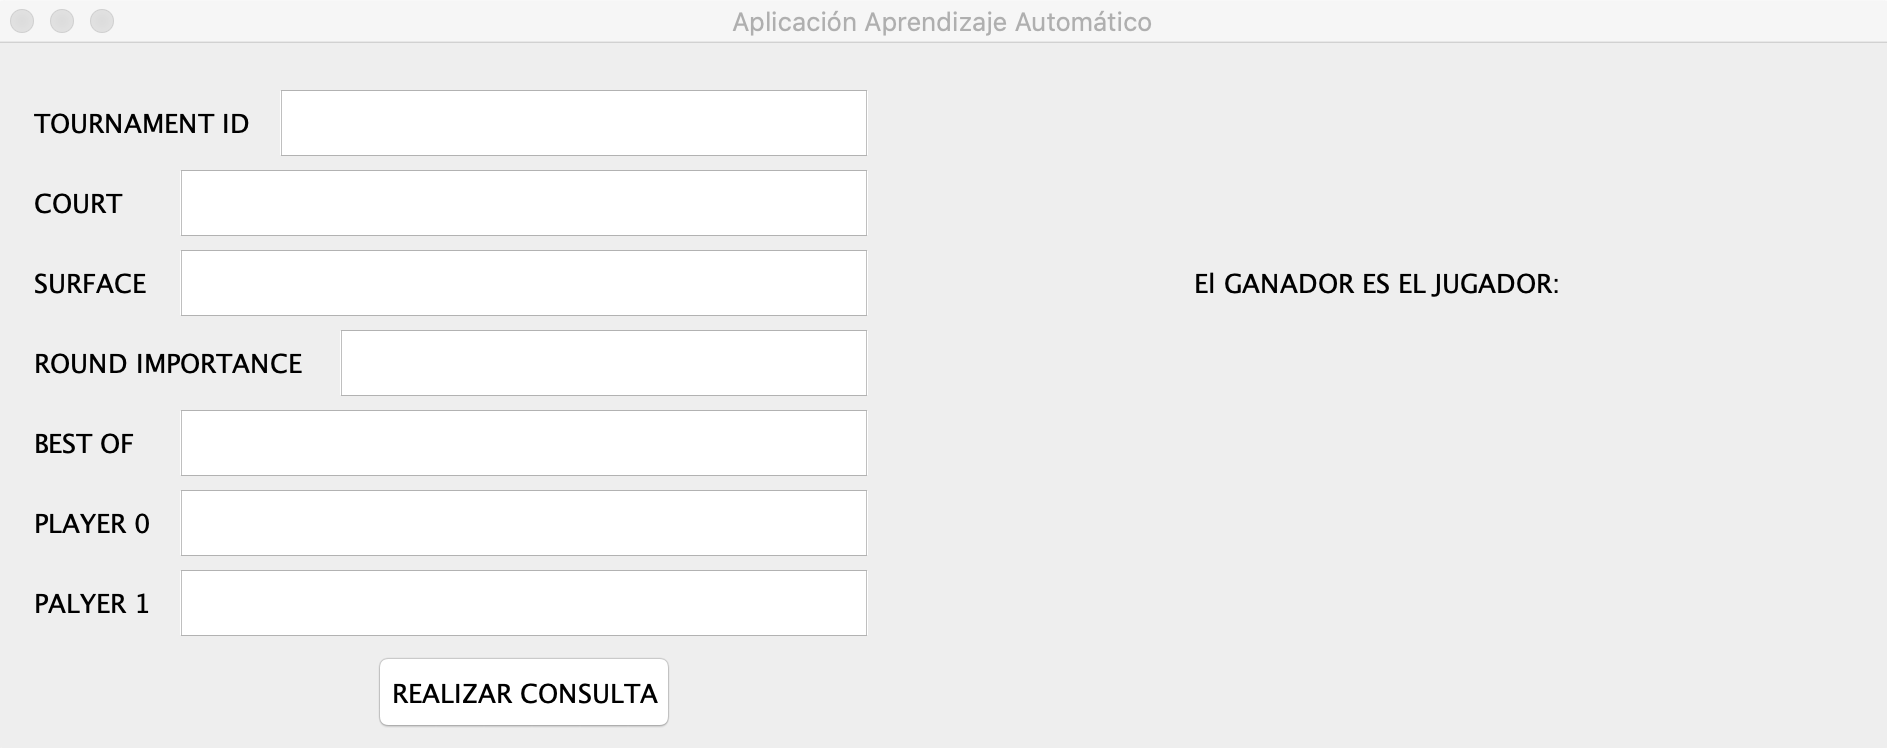 Aplicación Aprendizaje Automático
TOURNAMENT ID
COURT
SURFACE
ROUND IMPORTANCE
BEST OF
PLAYER 0
PALYER 1
REALIZAR CONSULTA
El GANADOR ES EL JUGADOR: